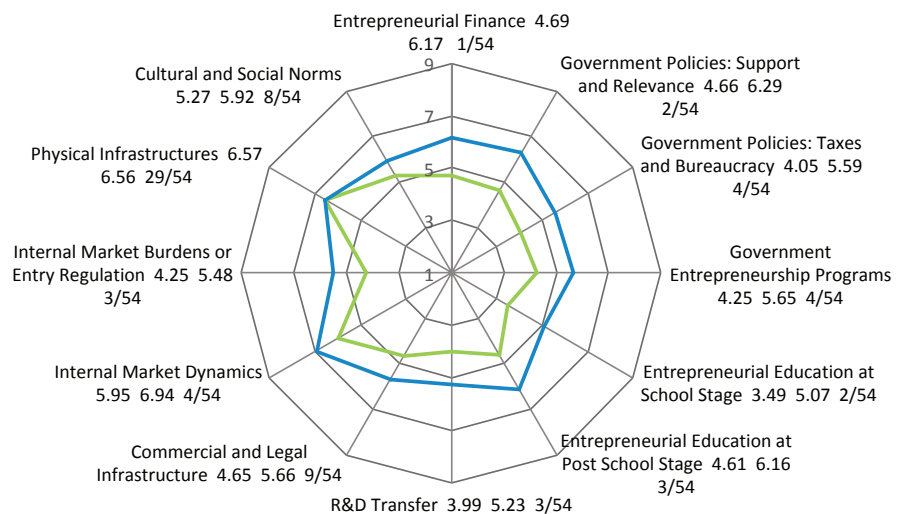 Entrepreneurial Finance 4.69
6.17 1/54
Government Policies: Support
and Relevance 4.66 6.29
2/54
Government Policies: Taxes
and Bureaucracy 4.05 5.59
4/54
Government
Entrepreneurship Programs
4.25 5.65 4/54
Entrepreneurial Education at
School Stage 3.49 5.07 2/54
Entrepreneurial Education at
Post School Stage 4.61 6.16
3/54
R&D Transfer 3.99 5.23 3/54
Commercial and Legal
Infrastructure 4.65 5.66 9/54
Internal Market Dynamics
5.95 6.94 4/54
Internal Market Burdens or
Entry Regulation 4.25 5.48
3/54
Physical Infrastructures 6.57
6.56 29/54
Cultural and Social Norms
5.27 5.92 8/54
9
7
5
3
1